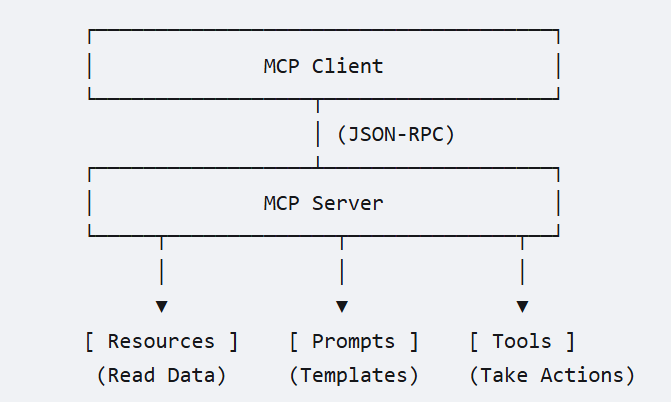 MCP Client
(JSON-RPC)
MCP Server
[ Resources ] [ Prompts ] [ Tools ]
(Read Data) (Templates) (Take Actions)